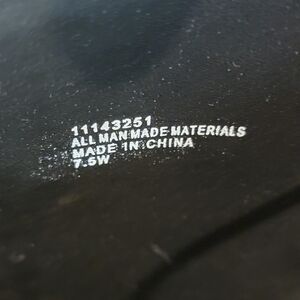 11143251
ALL MAN MADE MATERIALS
MADE IN CHINA
7.5W